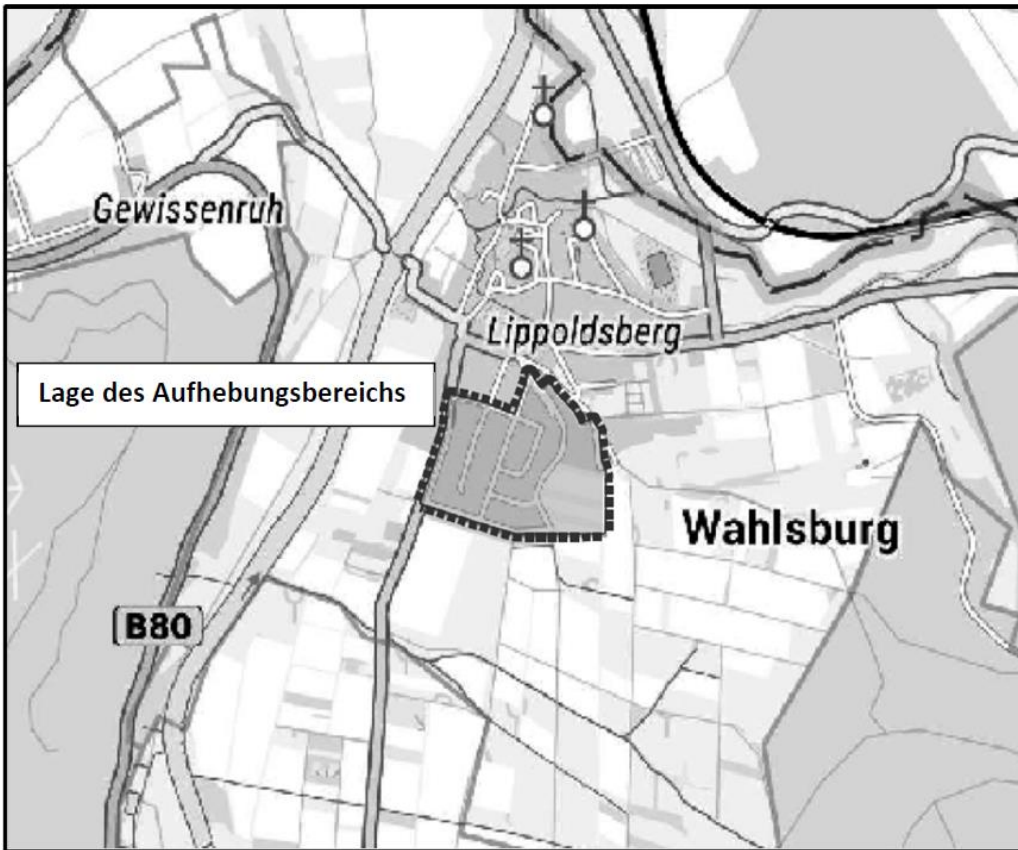 Gewissenruh
Lippoldsberg
Lage des Aufhebungsbereichs
Wahlsburg
B80